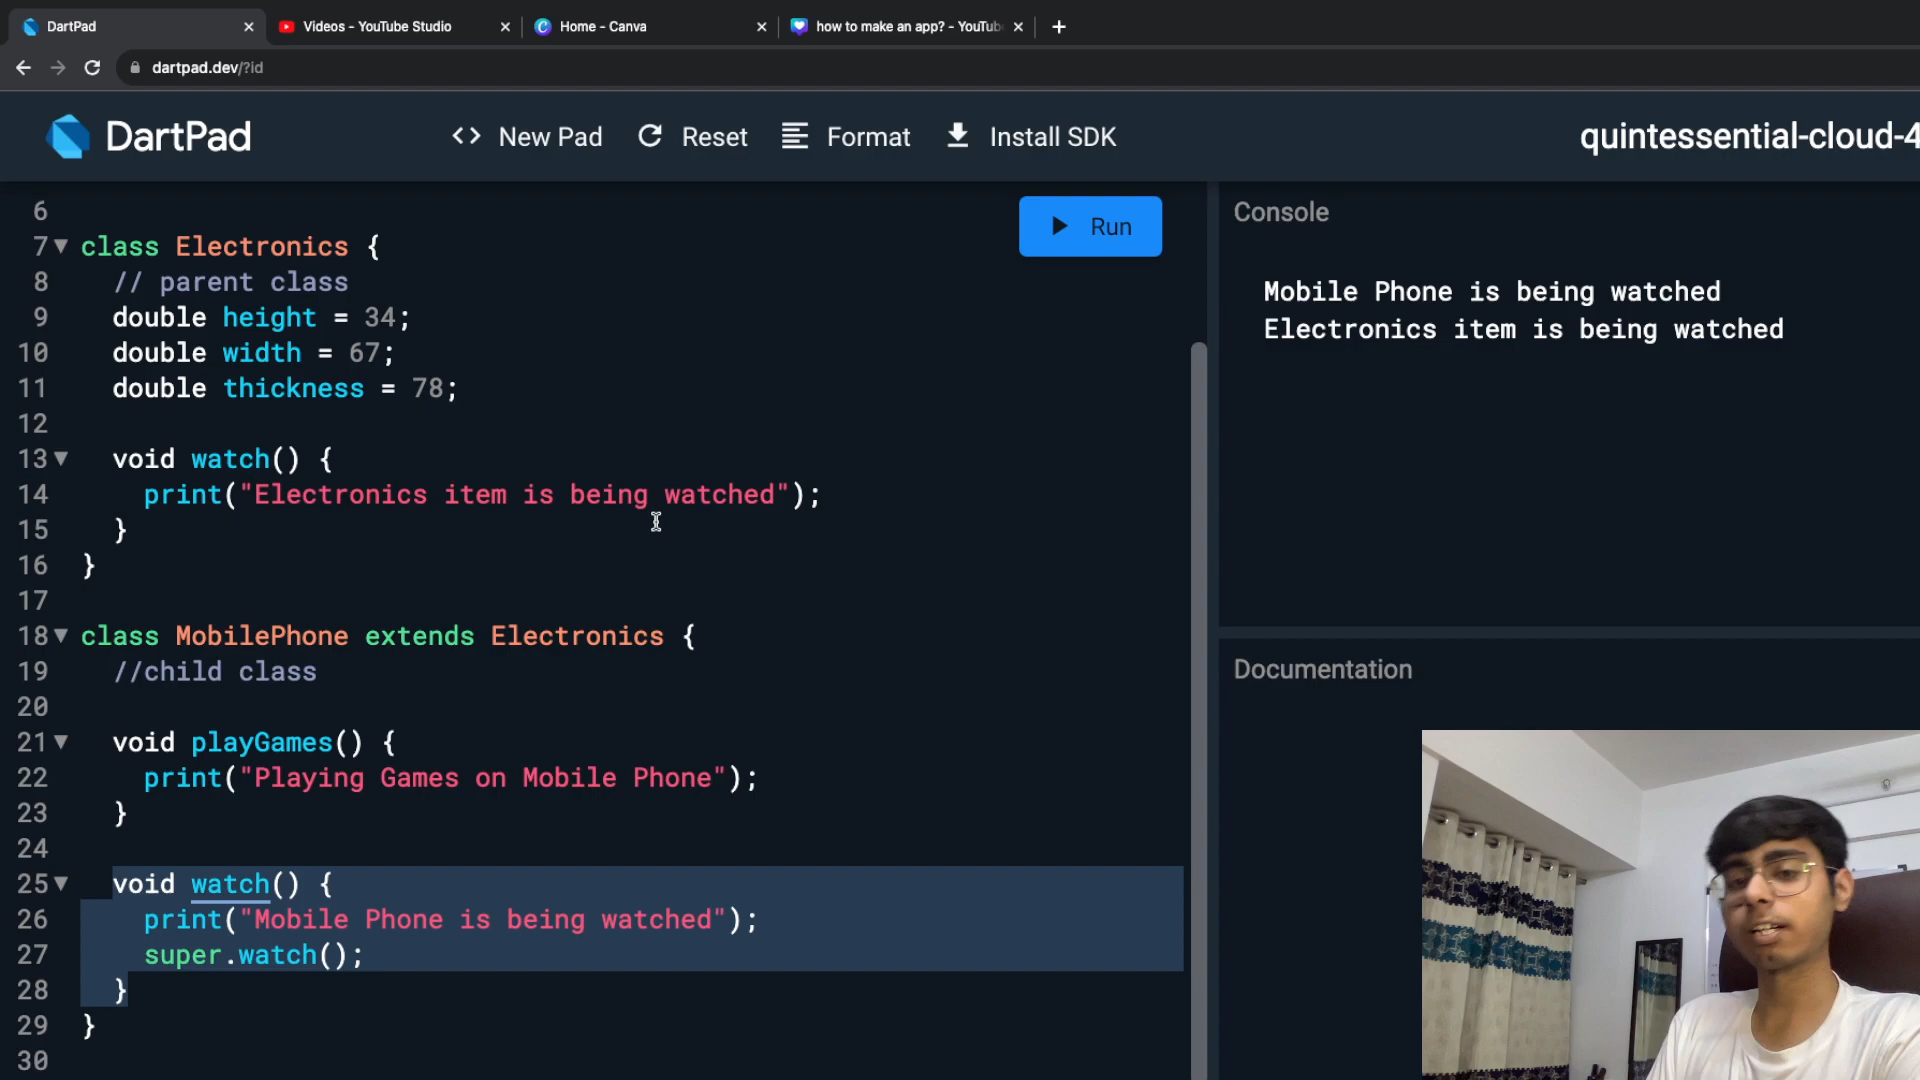 DartPad
Videos - YouTube Studio
Home - Canva
how to make an app? - YouTub
dartpad.dev/?id
DartPad
<> New Pad
Reset
Format
Install SDK
quintessential-cloud-4
6
7 class Electronics {
8 // parent class
9 double height = 34;
10 double width = 67;
11 double thickness = 78;
12
13 void watch() {
14 print("Electronics item is being watched");
15 }
16 }
17
18 class MobilePhone extends Electronics {
19 //child class
20
21 void playGames() {
22 print("Playing Games on Mobile Phone");
23 }
24
25 void watch() {
26 print("Mobile Phone is being watched");
27 super.watch();
28 }
29 }
30
Run
Console
Mobile Phone is being watched
Electronics item is being watched
Documentation